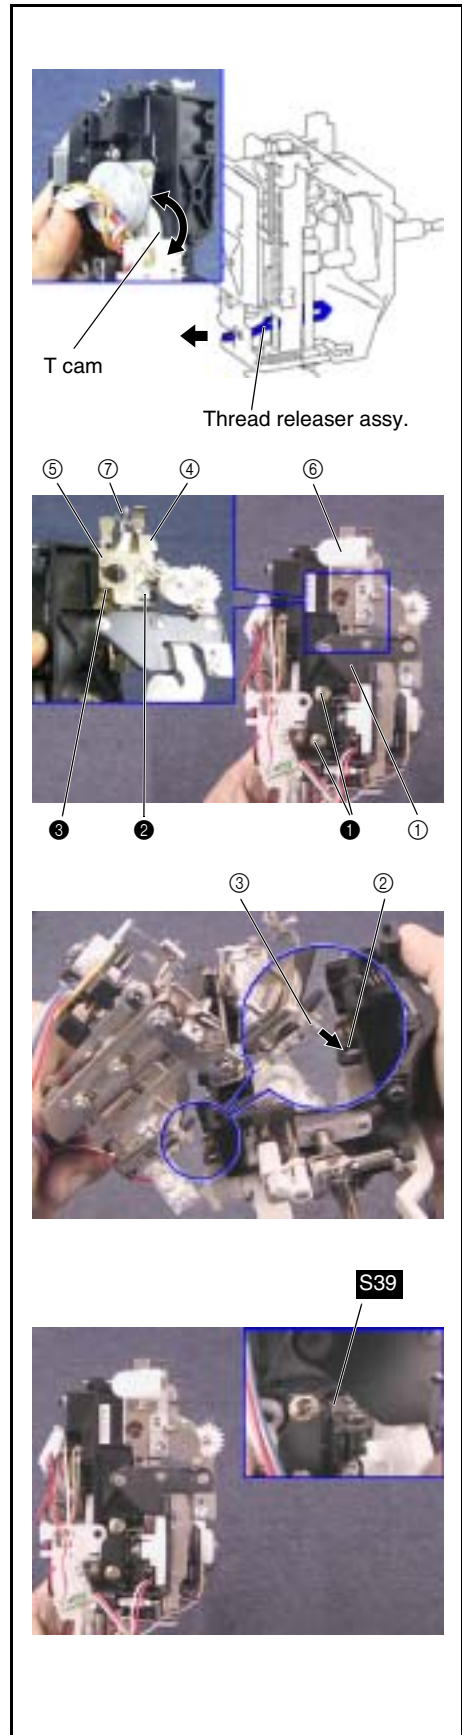 T cam
Thread releaser assy.
⑤ ⑦ ④ ⑥
❸ ❷ ❶ ①
③ ②
S39